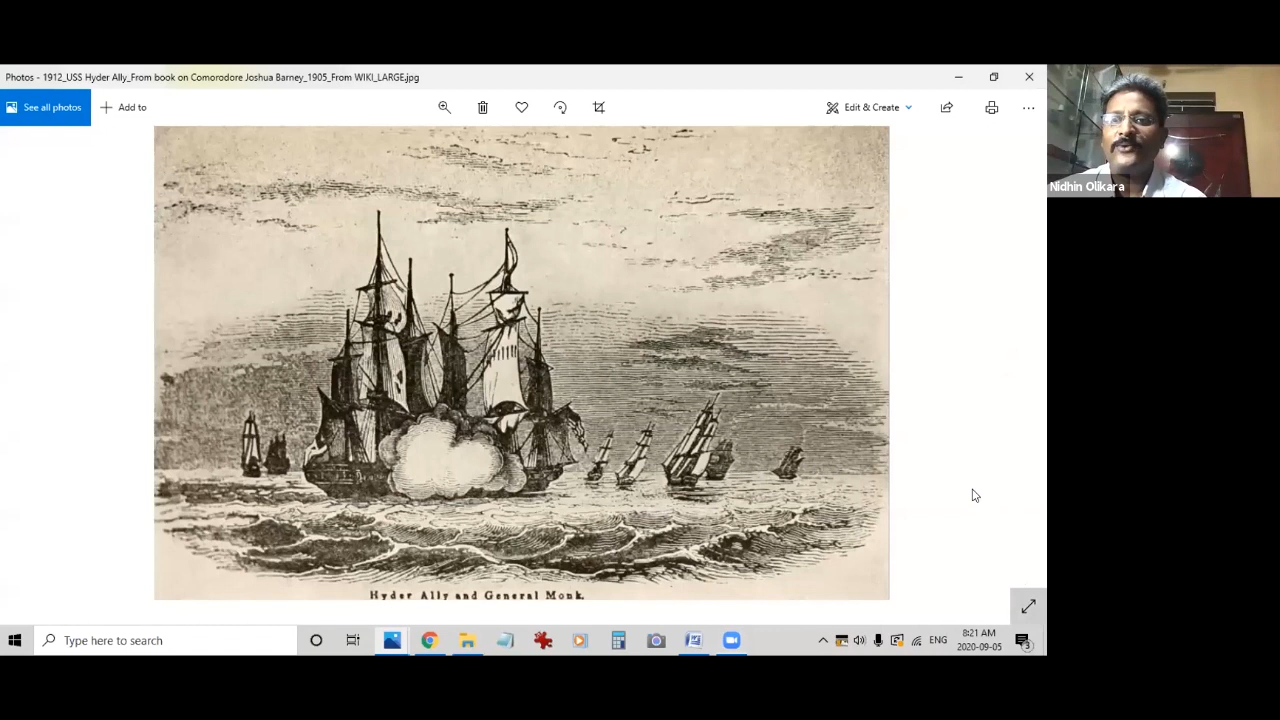 Photos - 1912_USS Hyder Ally_From book on Comorodore Joshua Barney_1905_From WIKI_LARGE.jpg
See all photos
Add to
Edit & Create
Nidhin Olikara
Hyder Ally and General Monk.
Type here to search
ENG
8:21 AM
2020-09-05
3